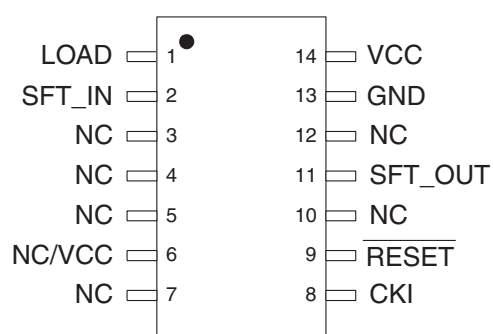 LOAD 1 14 VCC
SFT_IN 2 13 GND
NC 3 12 NC
NC 4 11 SFT_OUT
NC 5 10 NC
NC/VCC 6 9 RESET
NC 7 8 CKI